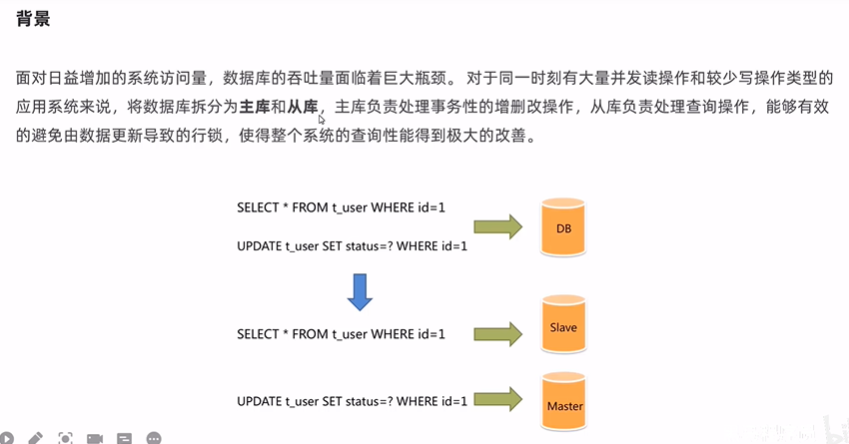 背景
面对日益增加的系统访问量，数据库的吞吐量面临着巨大瓶颈。 对于同一时刻有大量并发读操作和较少写操作类型的
应用系统来说，将数据库拆分为主库和从库，主库负责处理事务性的增删改操作，从库负责处理查询操作，能够有效
的避免由数据更新导致的行锁，使得整个系统的查询性能得到极大的改善。
SELECT * FROM t_user WHERE id=1
DB
UPDATE t_user SET status=? WHERE id=1
SELECT * FROM t_user WHERE id=1
Slave
UPDATE t_user SET status=? WHERE id=1
Master